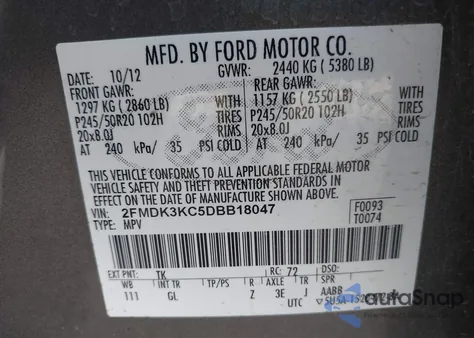 MFD. BY FORD MOTOR CO.
DATE: 10/12 GVWR: 2440 KG ( 5380 LB)
FRONT GAWR: REAR GAWR:
1297 KG ( 2860 LB) WITH 1157 KG ( 2550 LB) WITH
P245/50R20 102H TIRES P245/50R20 102H TIRES
20x8.0J RIMS 20x8.0J RIMS
AT 240 kPa/ 35 PSI COLD AT 240 kPa/ 35 PSI COLD
THIS VEHICLE CONFORMS TO ALL APPLICABLE FEDERAL MOTOR
VEHICLE SAFETY AND THEFT PREVENTION STANDARDS IN
EFFECT ON THE DATE OF MANUFACTURE SHOWN ABOVE.
VIN: 2FMDK3KC5DBB18047 F0093
TYPE: MPV T0074
EXT PNT: TK RC: 72 DSO:
WB INT TR TP/PS R AXLE TR SPR
111 GL Z 3E J AABB
UTC
autoSnap